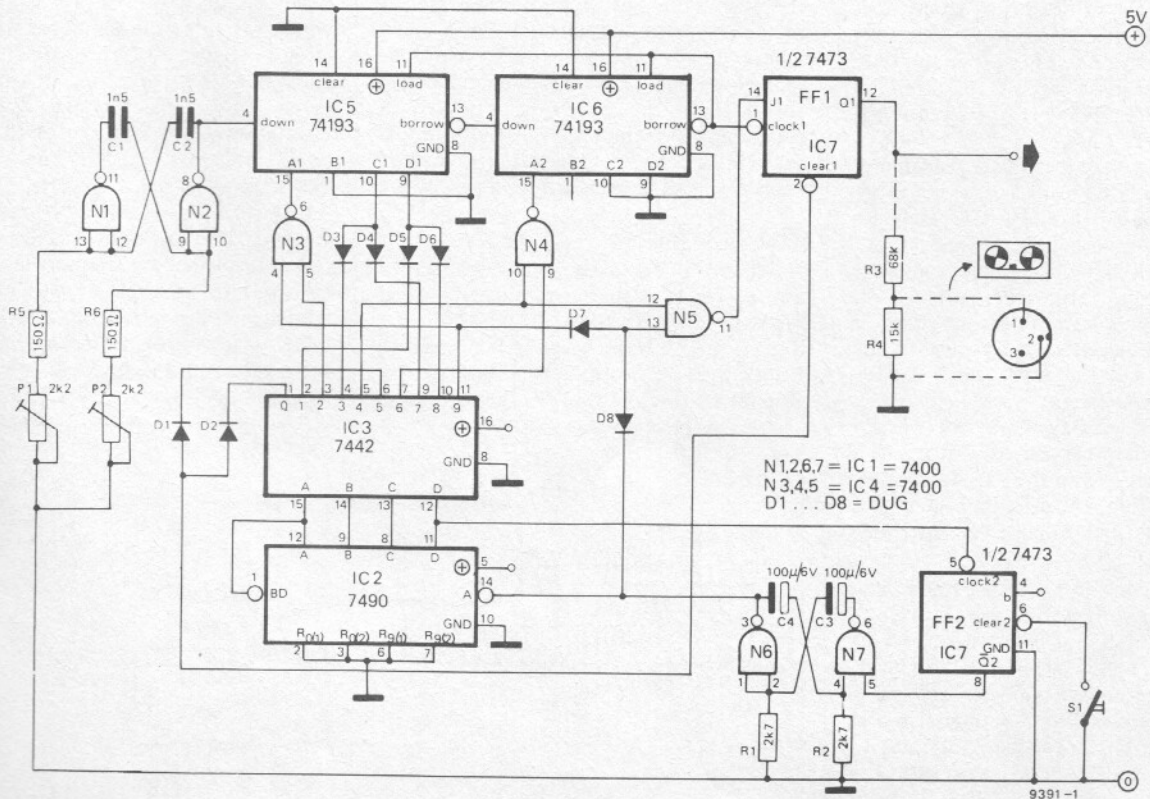 5V
14 16 11 14 16 11 1/2 7473
clear load clear load
14 J1 FF1 Q1 12
1n5 1n5
C1 C2
4 down IC5 74193 borrow 13
4 down IC6 74193 borrow 13
1 clock1 IC7
GND 8 GND 8
clear1
2
A1 B1 C1 D1
15 1 10 9
A2 B2 C2 D2
15 1 10 9
11 8
N1 N2
13 12 9 10
6
N3
4 5
D3 D4 D5 D6
N4
10 9
R3 68k
12
13 N5 11
D7
R5 150Ω
R6 150Ω
R4 15k
1
2
3
P1 2k2
P2 2k2
D1 D2
D8
1 2 3 4 5 6 7 9 10 11
0 1 2 3 4 5 6 7 8 9
IC3
7442
16
GND 8
A B C D
15 14 13 12
N1,2,6,7 = IC1 = 7400
N3,4,5 = IC4 = 7400
D1 ... D8 = DUG
12 9 8 11
A B C D
1 BD IC2
7490
5
A 14
GND 10
R0(1) R0(2) R9(1) R9(2)
2 3 6 7
100µ/6V 100µ/6V
C4 C3
3 6
N6 N7
1 2 4 5
1/2 7473
5
clock2 4
b
6
FF2 clear2
GND 11
IC7 Q̅2
8
S1
R1 2k7
R2 2k7
0
9391-1